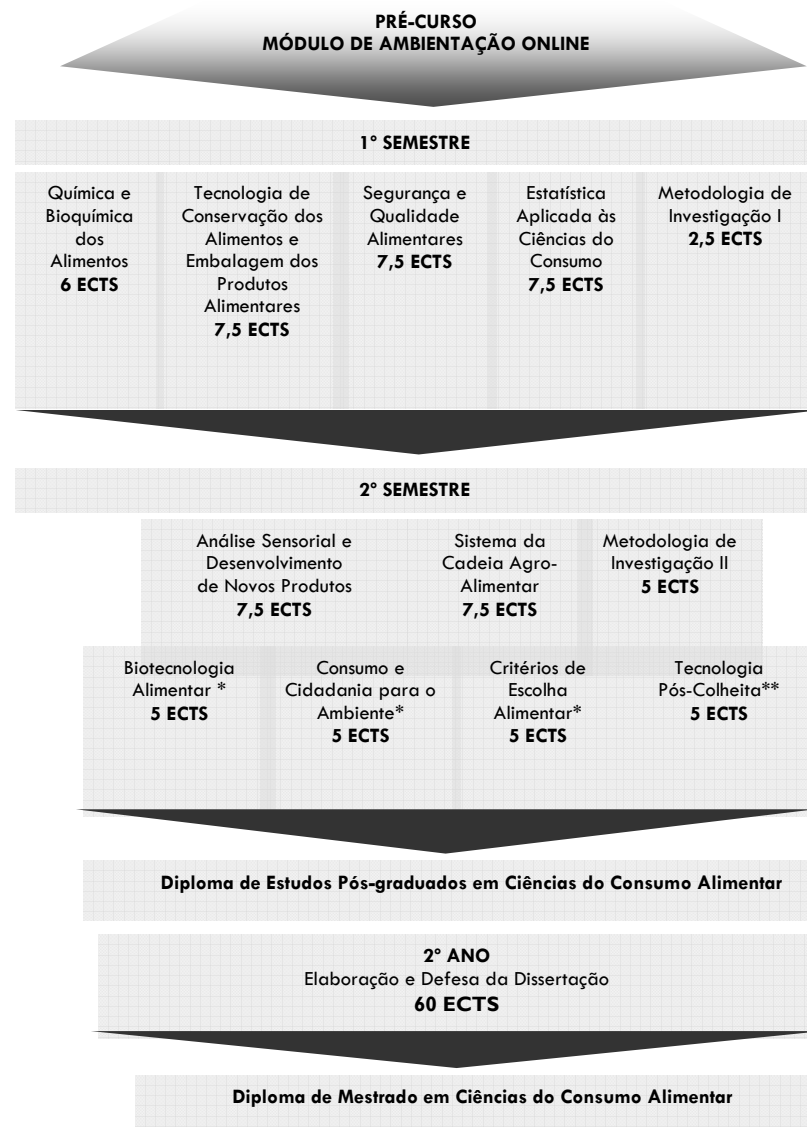 PRÉ-CURSO
MÓDULO DE AMBIENTAÇÃO ONLINE
1º SEMESTRE
Química e
Bioquímica
dos
Alimentos
6 ECTS
Tecnologia de
Conservação dos
Alimentos e
Embalagem dos
Produtos
Alimentares
7,5 ECTS
Segurança e
Qualidade
Alimentares
7,5 ECTS
Estatística
Aplicada às
Ciências do
Consumo
7,5 ECTS
Metodologia de
Investigação I
2,5 ECTS
2º SEMESTRE
Análise Sensorial e
Desenvolvimento
de Novos Produtos
7,5 ECTS
Sistema da
Cadeia Agro-
Alimentar
7,5 ECTS
Metodologia de
Investigação II
5 ECTS
Biotecnologia
Alimentar *
5 ECTS
Consumo e
Cidadania para o
Ambiente*
5 ECTS
Critérios de
Escolha
Alimentar*
5 ECTS
Tecnologia
Pós-Colheita**
5 ECTS
Diploma de Estudos Pós-graduados em Ciências do Consumo Alimentar
2º ANO
Elaboração e Defesa da Dissertação
60 ECTS
Diploma de Mestrado em Ciências do Consumo Alimentar